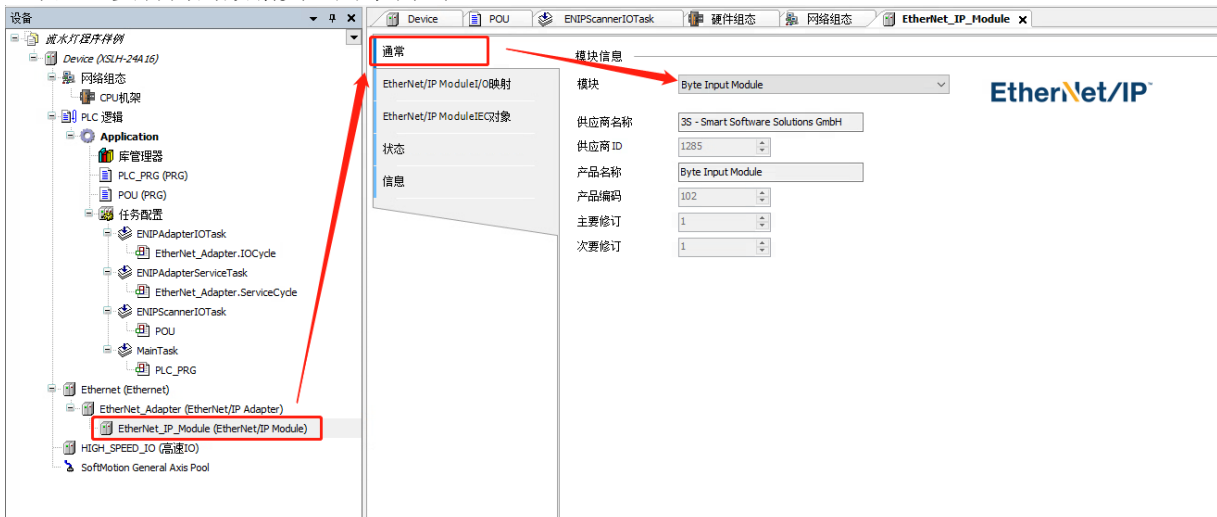 设备
流水灯程序样例
Device (XSLH-24A16)
网络组态
CPU机架
PLC 逻辑
Application
库管理器
PLC_PRG (PRG)
POU (PRG)
任务配置
ENIPAdapterIOTask
EtherNet_Adapter.IOCycle
ENIPAdapterServiceTask
EtherNet_Adapter.ServiceCycle
ENIPScannerIOTask
POU
MainTask
PLC_PRG
Ethernet (Ethernet)
EtherNet_Adapter (EtherNet/IP Adapter)
EtherNet_IP_Module (EtherNet/IP Module)
HIGH_SPEED_IO (高速IO)
SoftMotion General Axis Pool
Device
POU
ENIPScannerIOTask
硬件组态
网络组态
EtherNet_IP_Module
通常
EtherNet/IP ModuleI/O映射
EtherNet/IP ModuleIEC对象
状态
信息
模块信息
模块 Byte Input Module
EtherNet/IP™
供应商名称 3S - Smart Software Solutions GmbH
供应商 ID 1285
产品名称 Byte Input Module
产品编码 102
主要修订 1
次要修订 1